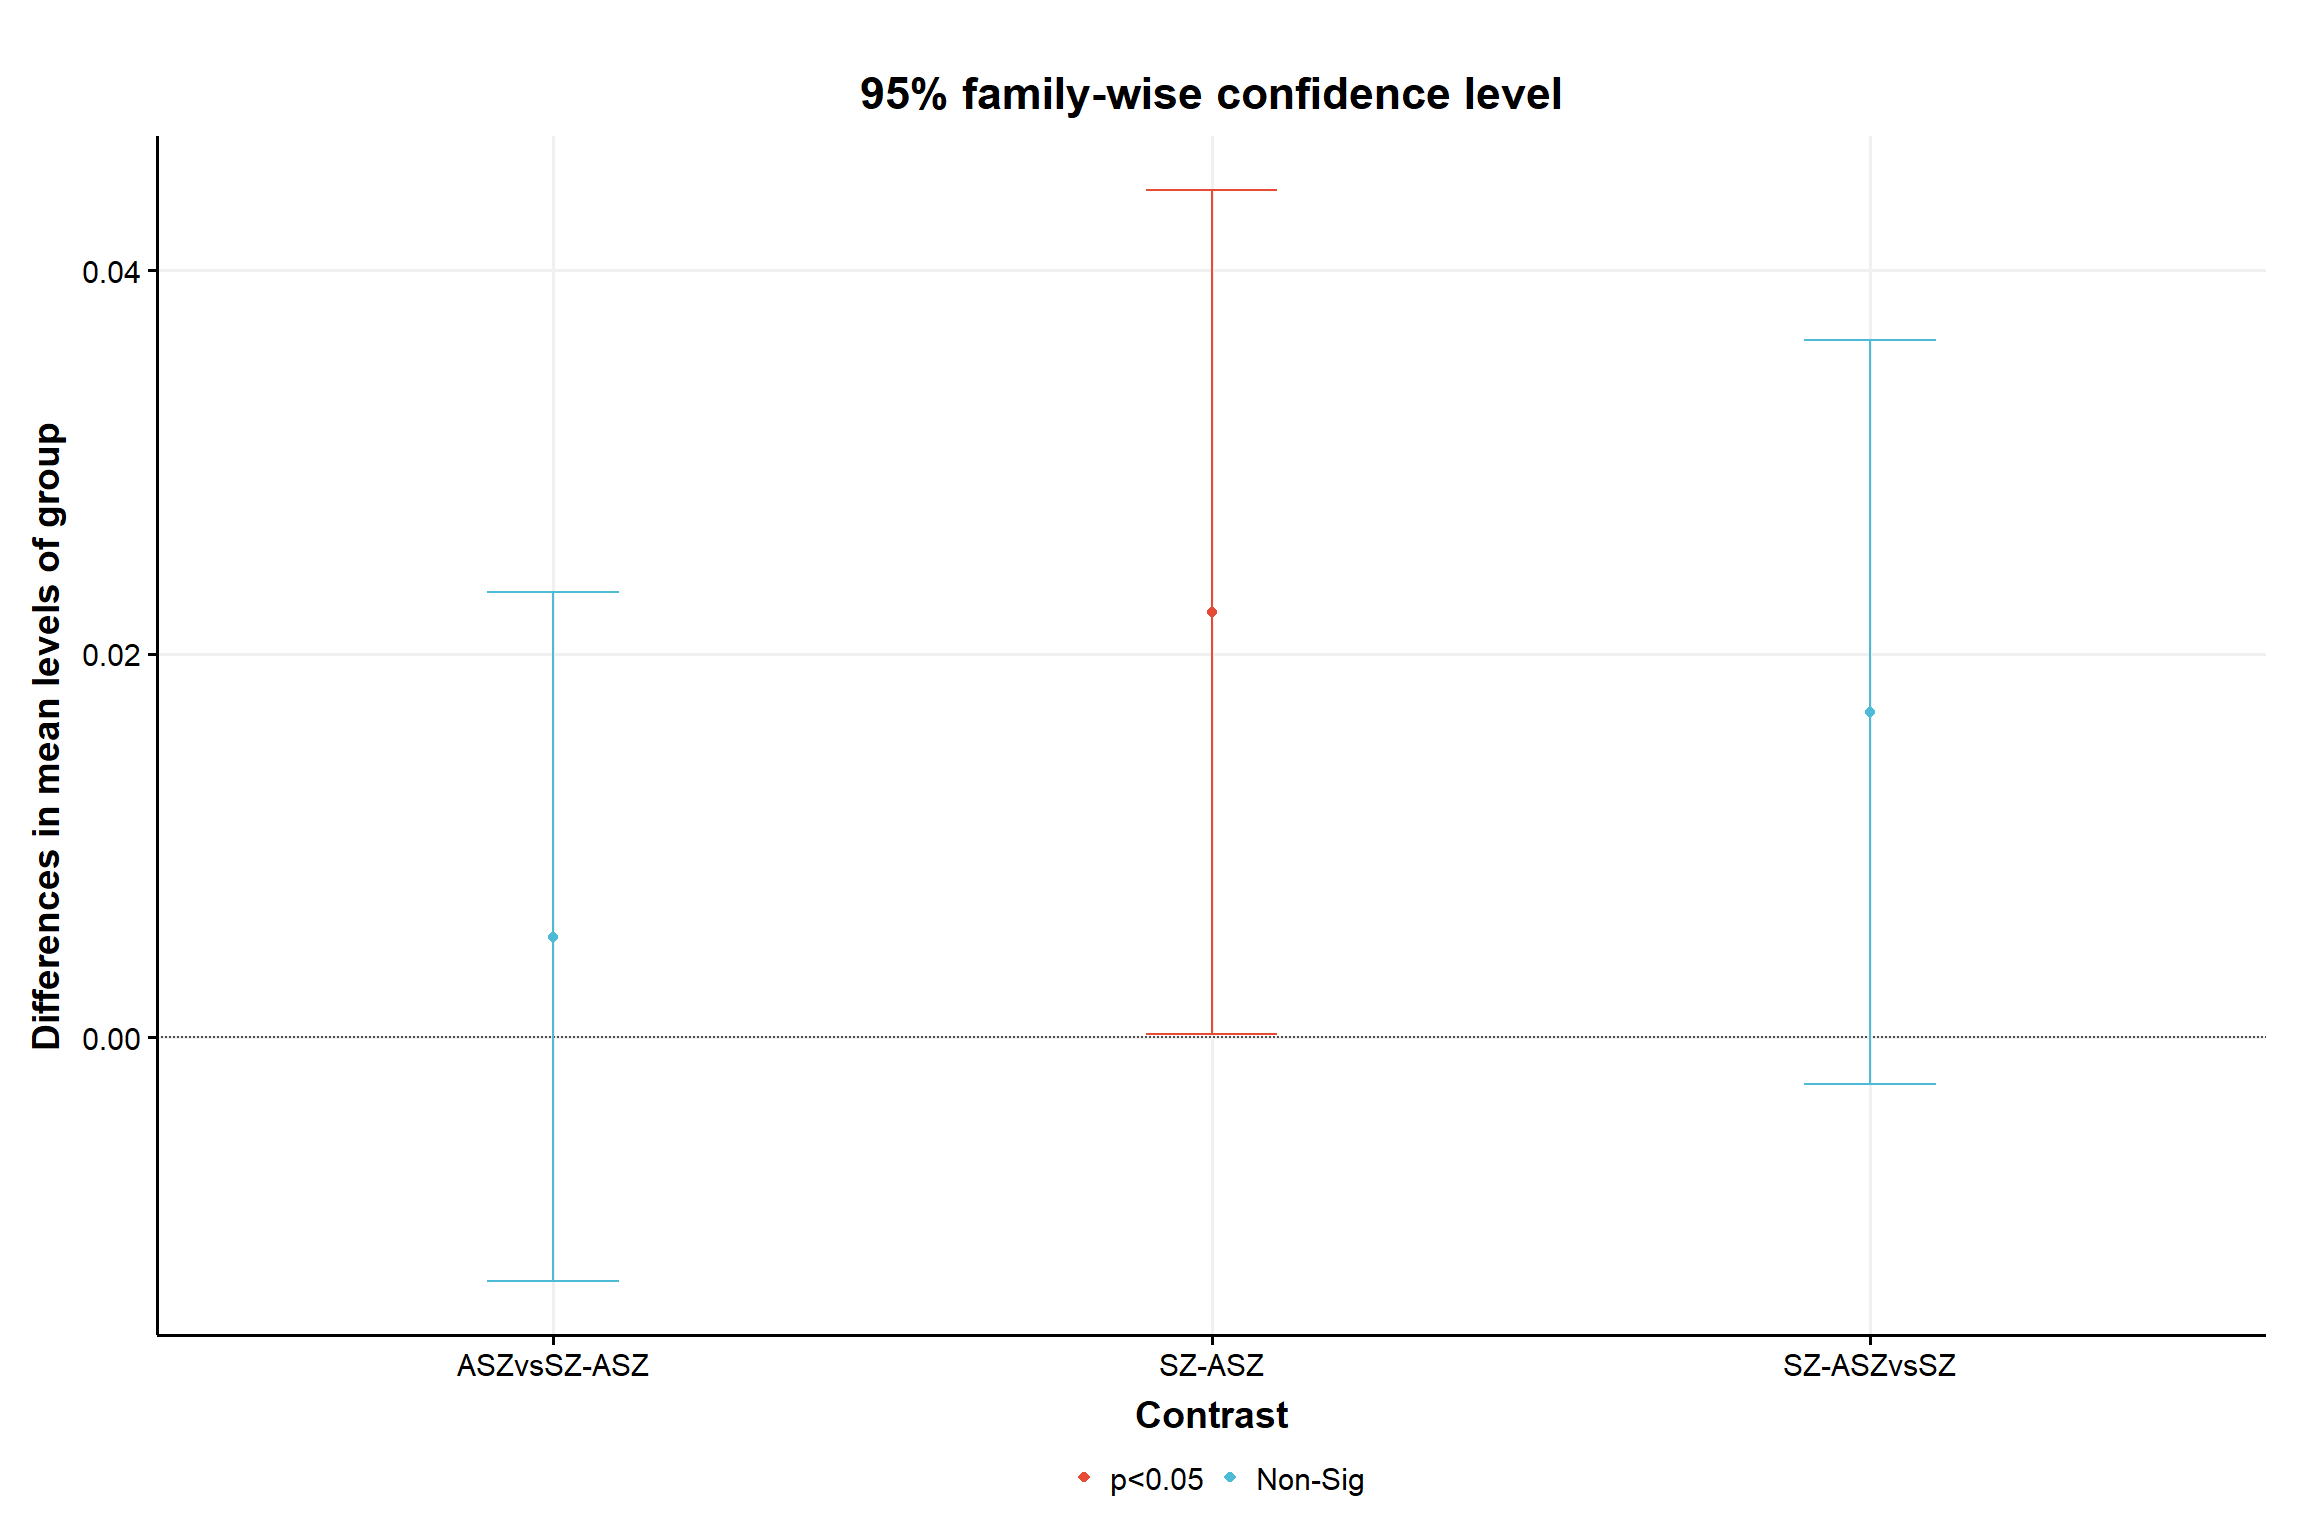 95% family-wise confidence level
Differences in mean levels of group
0.04
0.02
0.00
ASZvsSZ-ASZ
SZ-ASZ
SZ-ASZvsSZ
Contrast
p<0.05 Non-Sig